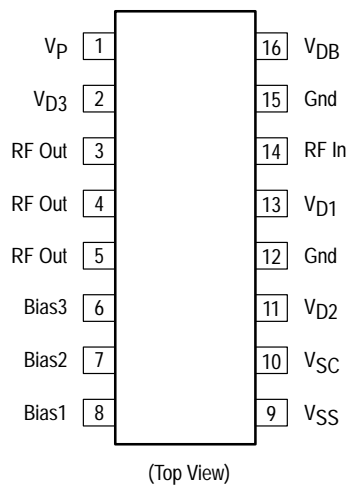 VP 1 16 VDB
VD3 2 15 Gnd
RF Out 3 14 RF In
RF Out 4 13 VD1
RF Out 5 12 Gnd
Bias3 6 11 VD2
Bias2 7 10 VSC
Bias1 8 9 VSS
(Top View)